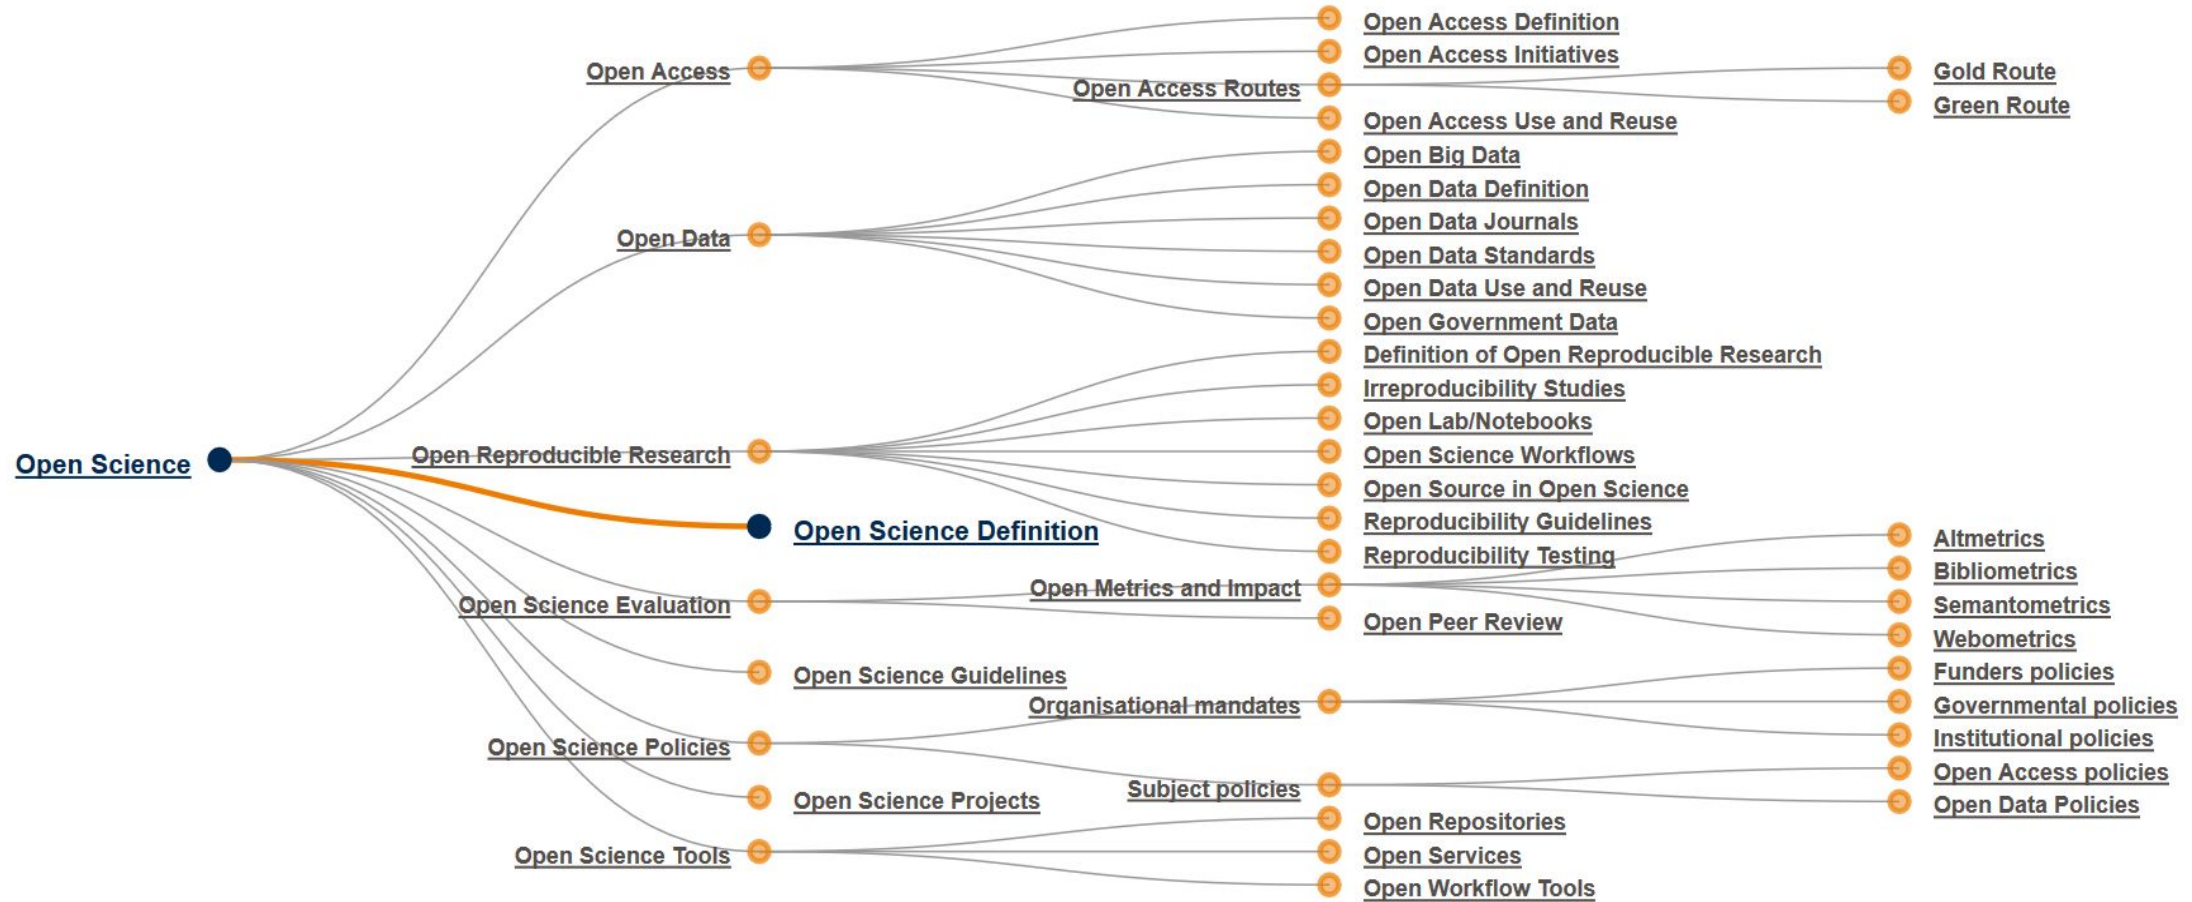 Open Science
Open Access
Open Access Definition
Open Access Initiatives
Open Access Routes
Gold Route
Green Route
Open Access Use and Reuse
Open Data
Open Big Data
Open Data Definition
Open Data Journals
Open Data Standards
Open Data Use and Reuse
Open Government Data
Open Reproducible Research
Definition of Open Reproducible Research
Irreproducibility Studies
Open Lab/Notebooks
Open Science Workflows
Open Source in Open Science
Reproducibility Guidelines
Reproducibility Testing
Open Science Definition
Open Science Evaluation
Open Metrics and Impact
Altmetrics
Bibliometrics
Semantometrics
Webometrics
Open Peer Review
Open Science Guidelines
Open Science Policies
Organisational mandates
Funders policies
Governmental policies
Institutional policies
Subject policies
Open Access policies
Open Data Policies
Open Science Projects
Open Science Tools
Open Repositories
Open Services
Open Workflow Tools